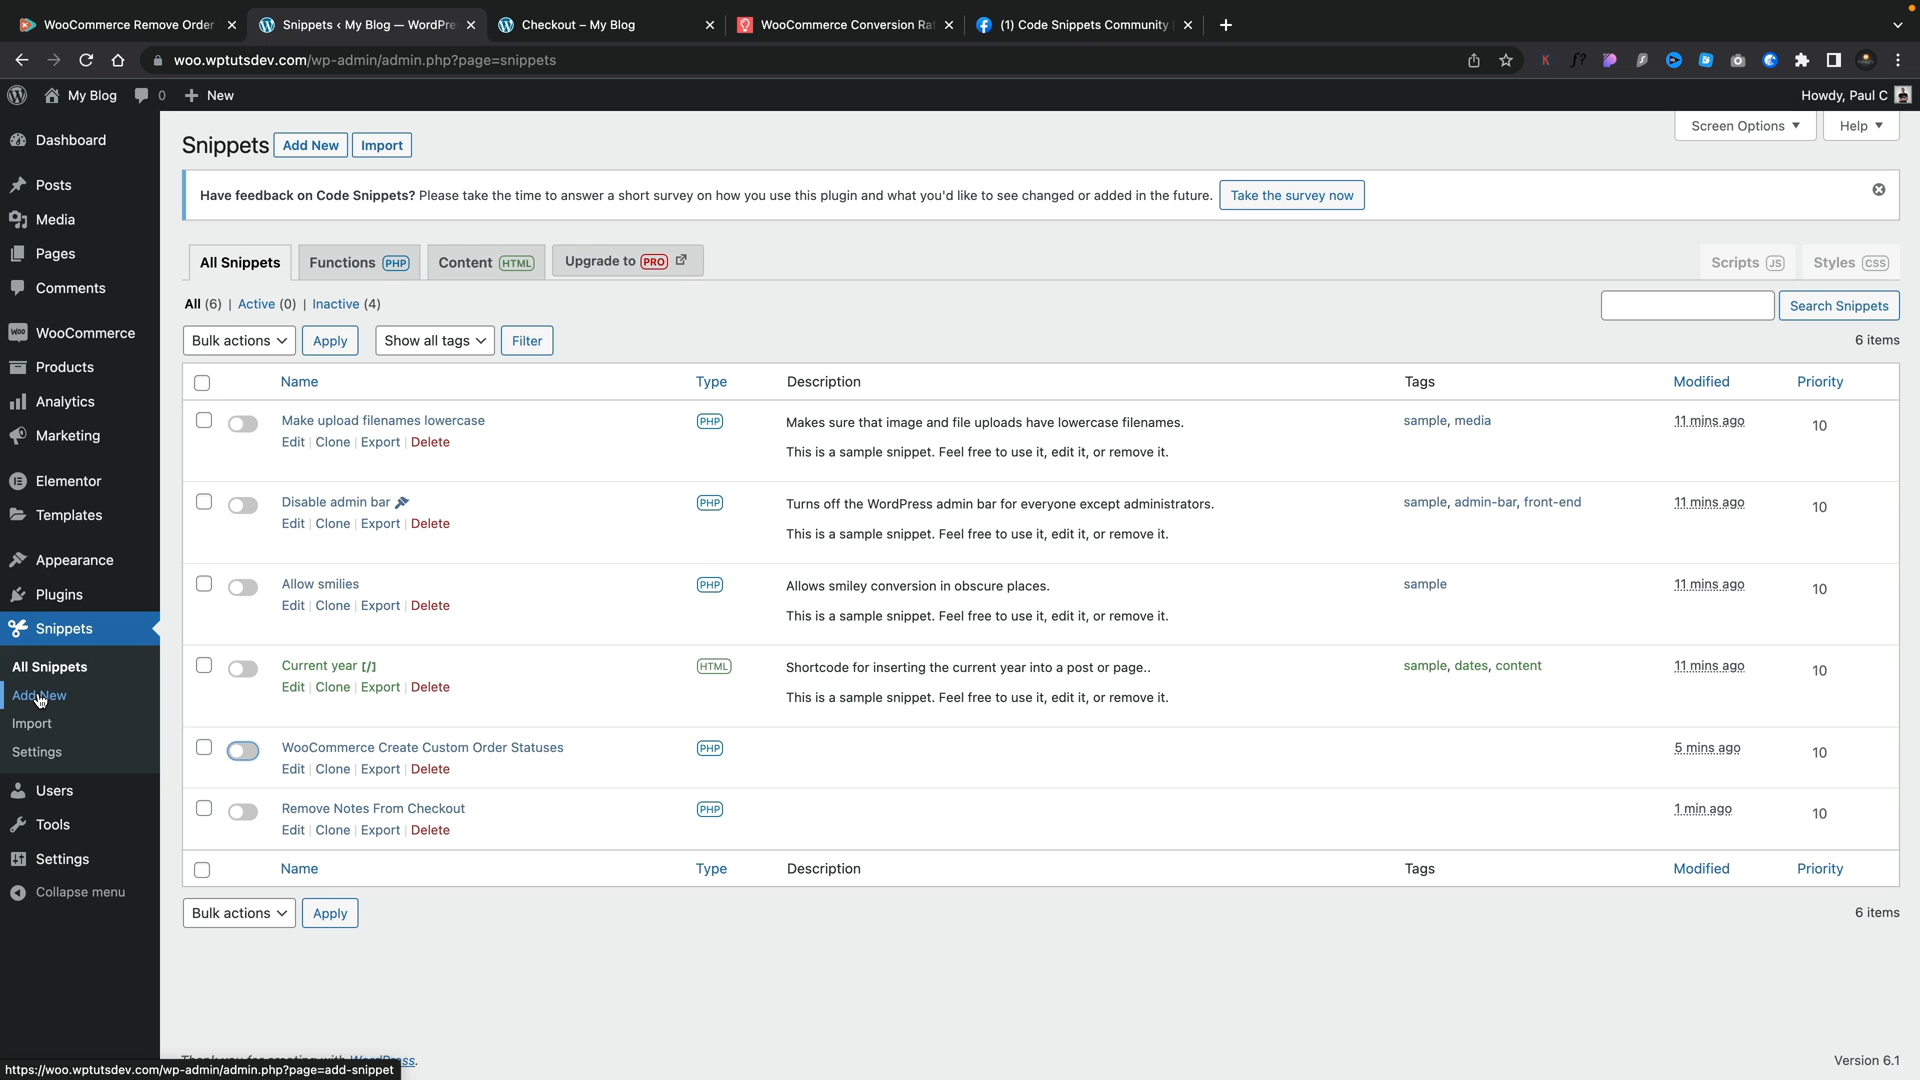 WooCommerce Remove Order
Snippets ‹ My Blog — WordPre
Checkout – My Blog
WooCommerce Conversion Rat
(1) Code Snippets Community
woo.wptutsdev.com/wp-admin/admin.php?page=snippets
My Blog
0
New
Howdy, Paul C
Dashboard
Posts
Media
Pages
Comments
WooCommerce
Products
Analytics
Marketing
Elementor
Templates
Appearance
Plugins
Snippets
All Snippets
Add New
Import
Settings
Users
Tools
Settings
Collapse menu
Snippets Add New Import
Screen Options Help
Have feedback on Code Snippets? Please take the time to answer a short survey on how you use this plugin and what you'd like to see changed or added in the future. Take the survey now
All Snippets Functions PHP Content HTML Upgrade to PRO Scripts JS Styles CSS
All (6) | Active (0) | Inactive (4)
Search Snippets
Bulk actions Apply Show all tags Filter
6 items
Name Type Description Tags Modified Priority
Make upload filenames lowercase PHP Makes sure that image and file uploads have lowercase filenames. sample, media 11 mins ago 10
Edit | Clone | Export | Delete
This is a sample snippet. Feel free to use it, edit it, or remove it.
Disable admin bar PHP Turns off the WordPress admin bar for everyone except administrators. sample, admin-bar, front-end 11 mins ago 10
Edit | Clone | Export | Delete
This is a sample snippet. Feel free to use it, edit it, or remove it.
Allow smilies PHP Allows smiley conversion in obscure places. sample 11 mins ago 10
Edit | Clone | Export | Delete
This is a sample snippet. Feel free to use it, edit it, or remove it.
Current year [/] HTML Shortcode for inserting the current year into a post or page.. sample, dates, content 11 mins ago 10
Edit | Clone | Export | Delete
This is a sample snippet. Feel free to use it, edit it, or remove it.
WooCommerce Create Custom Order Statuses PHP 5 mins ago 10
Edit | Clone | Export | Delete
Remove Notes From Checkout PHP 1 min ago 10
Edit | Clone | Export | Delete
Name Type Description Tags Modified Priority
Bulk actions Apply
6 items
Thank you for creating with WordPress.
Version 6.1
https://woo.wptutsdev.com/wp-admin/admin.php?page=add-snippet